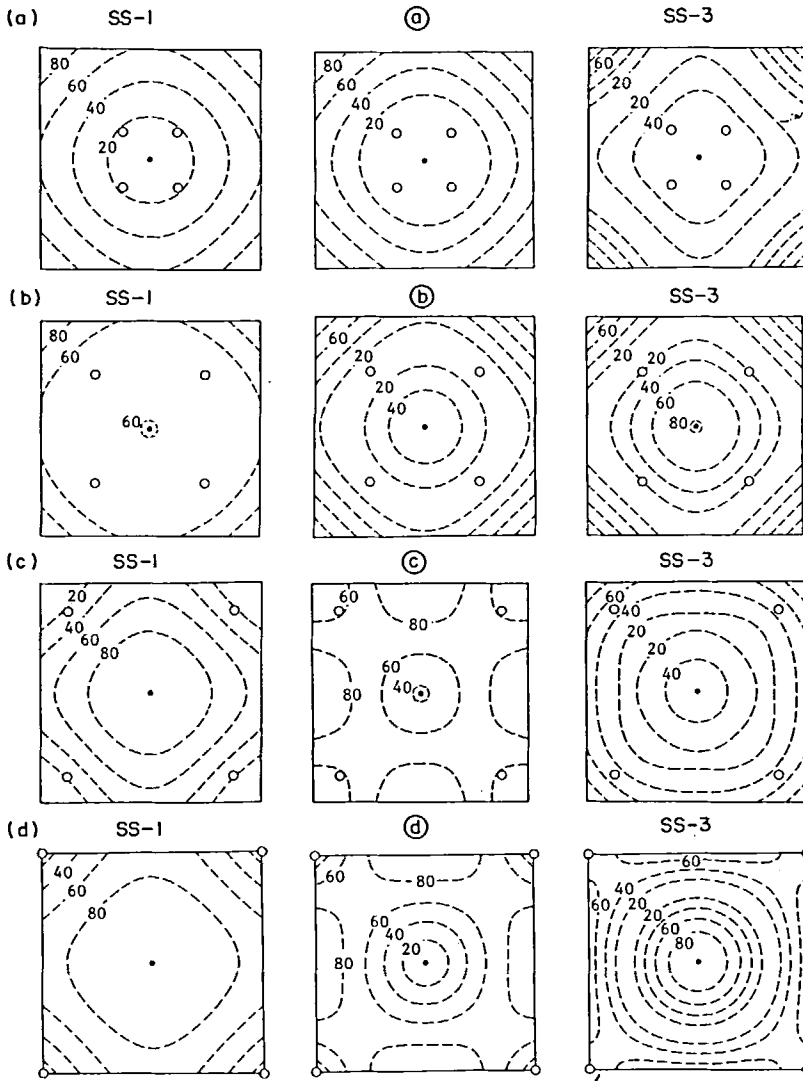 (a) SS-1 ⓐ SS-3
80 80 60
60 60 20
40 40 20
20 20 40
(b) SS-1 ⓑ SS-3
80 60 60
60 20 20 20
60 20 40
40 60
80
(c) SS-1 ⓒ SS-3
20 60 60
40 80 40
60 60 20
80 40 20
80 40
(d) SS-1 ⓓ SS-3
40 60 60
60 80 40
80 60 60 20
40 20
20 60
80 80